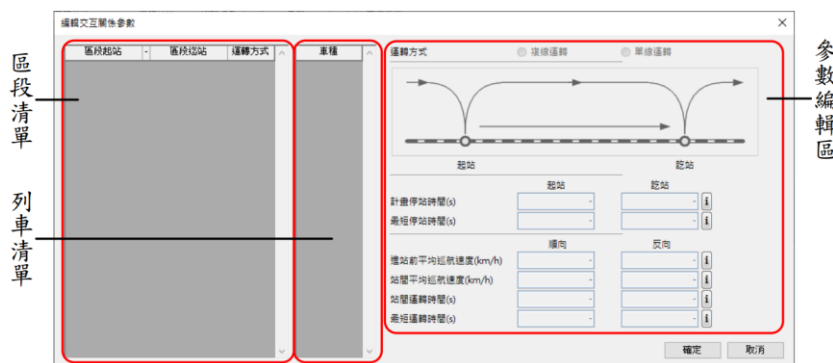 編輯交互關係參數
區段起站 - 區段迄站 運轉方式
車種
運轉方式 複線運轉 單線運轉
起站 訖站
起站 訖站
計畫停站時間(s) - - i
最短停站時間(s) - - i
順向 反向
進站前平均巡航速度(km/h) - - i
站間平均巡航速度(km/h) - - i
站間運轉時間(s) - - i
最短運轉時間(s) - - i
確定 取消
區段清單
列車清單
參數編輯區